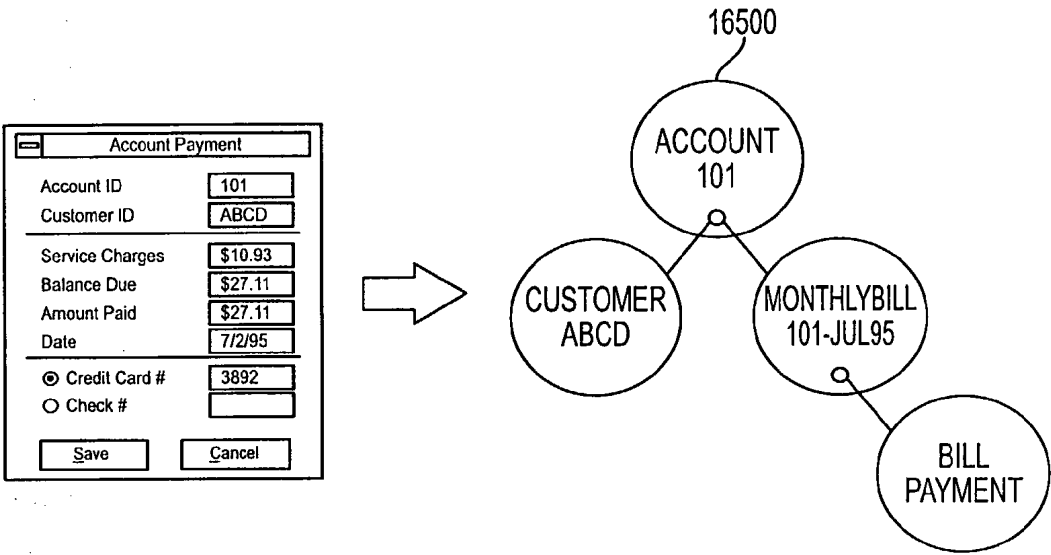 16500
Account Payment
Account ID 101
Customer ID ABCD
Service Charges $10.93
Balance Due $27.11
Amount Paid $27.11
Date 7/2/95
Credit Card # 3892
Check #
Save Cancel
ACCOUNT
101
CUSTOMER
ABCD
MONTHLYBILL
101-JUL95
BILL
PAYMENT